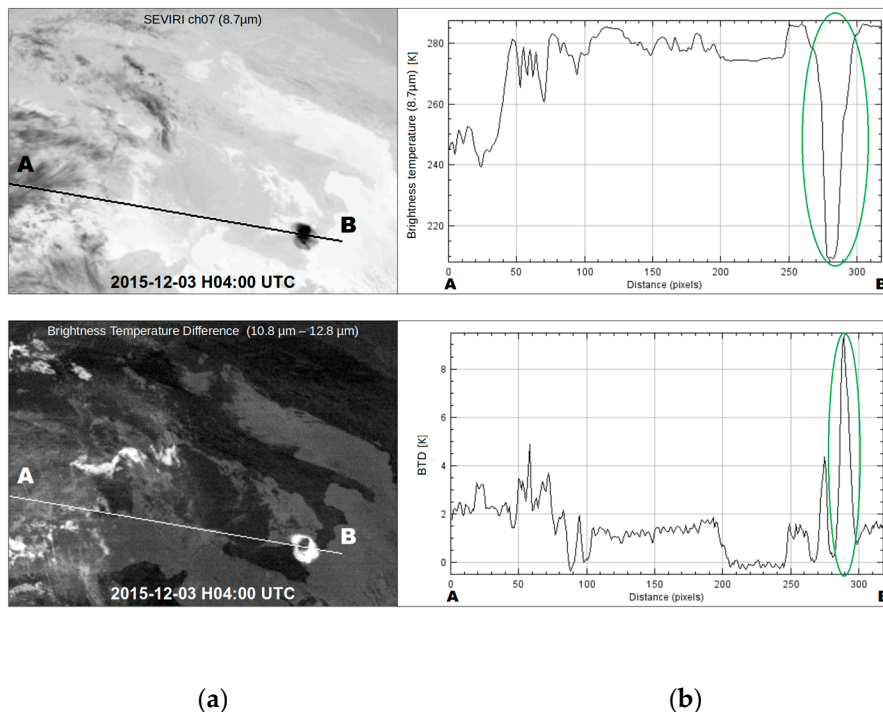 SEVIRI ch07 (8.7µm)
A
B
2015-12-03 H04:00 UTC
Brightness temperature (8.7µm) [K]
280
260
240
220
0 50 100 150 200 250 300
A Distance (pixels) B
Brightness Temperature Difference (10.8 µm – 12.8 µm)
A
B
2015-12-03 H04:00 UTC
BTD [K]
8
6
4
2
0
0 50 100 150 200 250 300
A Distance (pixels) B
(a) (b)